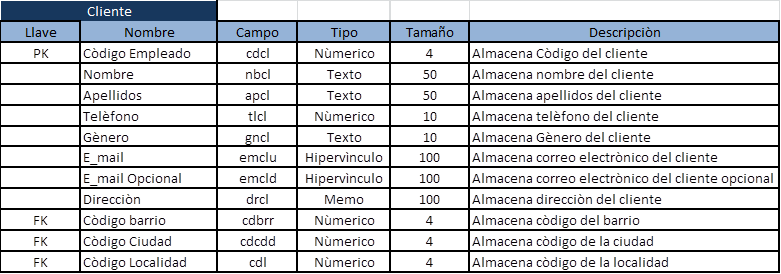 Cliente
Llave Nombre Campo Tipo Tamaño Descripciòn
PK Còdigo Empleado cdcl Nùmerico 4 Almacena Còdigo del cliente
Nombre nbcl Texto 50 Almacena nombre del cliente
Apellidos apcl Texto 50 Almacena apellidos del cliente
Telèfono tlcl Nùmerico 10 Almacena telèfono del cliente
Gènero gncl Texto 10 Almacena Gènero del cliente
E_mail emclu Hipervìnculo 100 Almacena correo electrònico del cliente
E_mail Opcional emcld Hipervìnculo 100 Almacena correo electrònico del cliente opcional
Direcciòn drcl Memo 100 Almacena direcciòn del cliente
FK Còdigo barrio cdbrr Nùmerico 4 Almacena còdigo del barrio
FK Còdigo Ciudad cdcdd Nùmerico 4 Almacena còdigo de la ciudad
FK Còdigo Localidad cdl Nùmerico 4 Almacena còdigo de la localidad